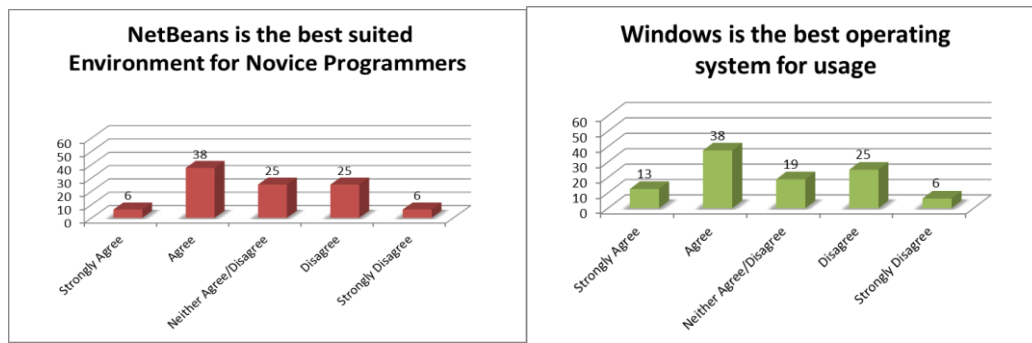 NetBeans is the best suited
Environment for Novice Programmers
60
50
40
30
20
10
0
6
38
25
25
6
Strongly Agree
Agree
Neither Agree/Disagree
Disagree
Strongly Disagree
Windows is the best operating
system for usage
60
50
40
30
20
10
0
13
38
19
25
6
Strongly Agree
Agree
Neither Agree/Disagree
Disagree
Strongly Disagree